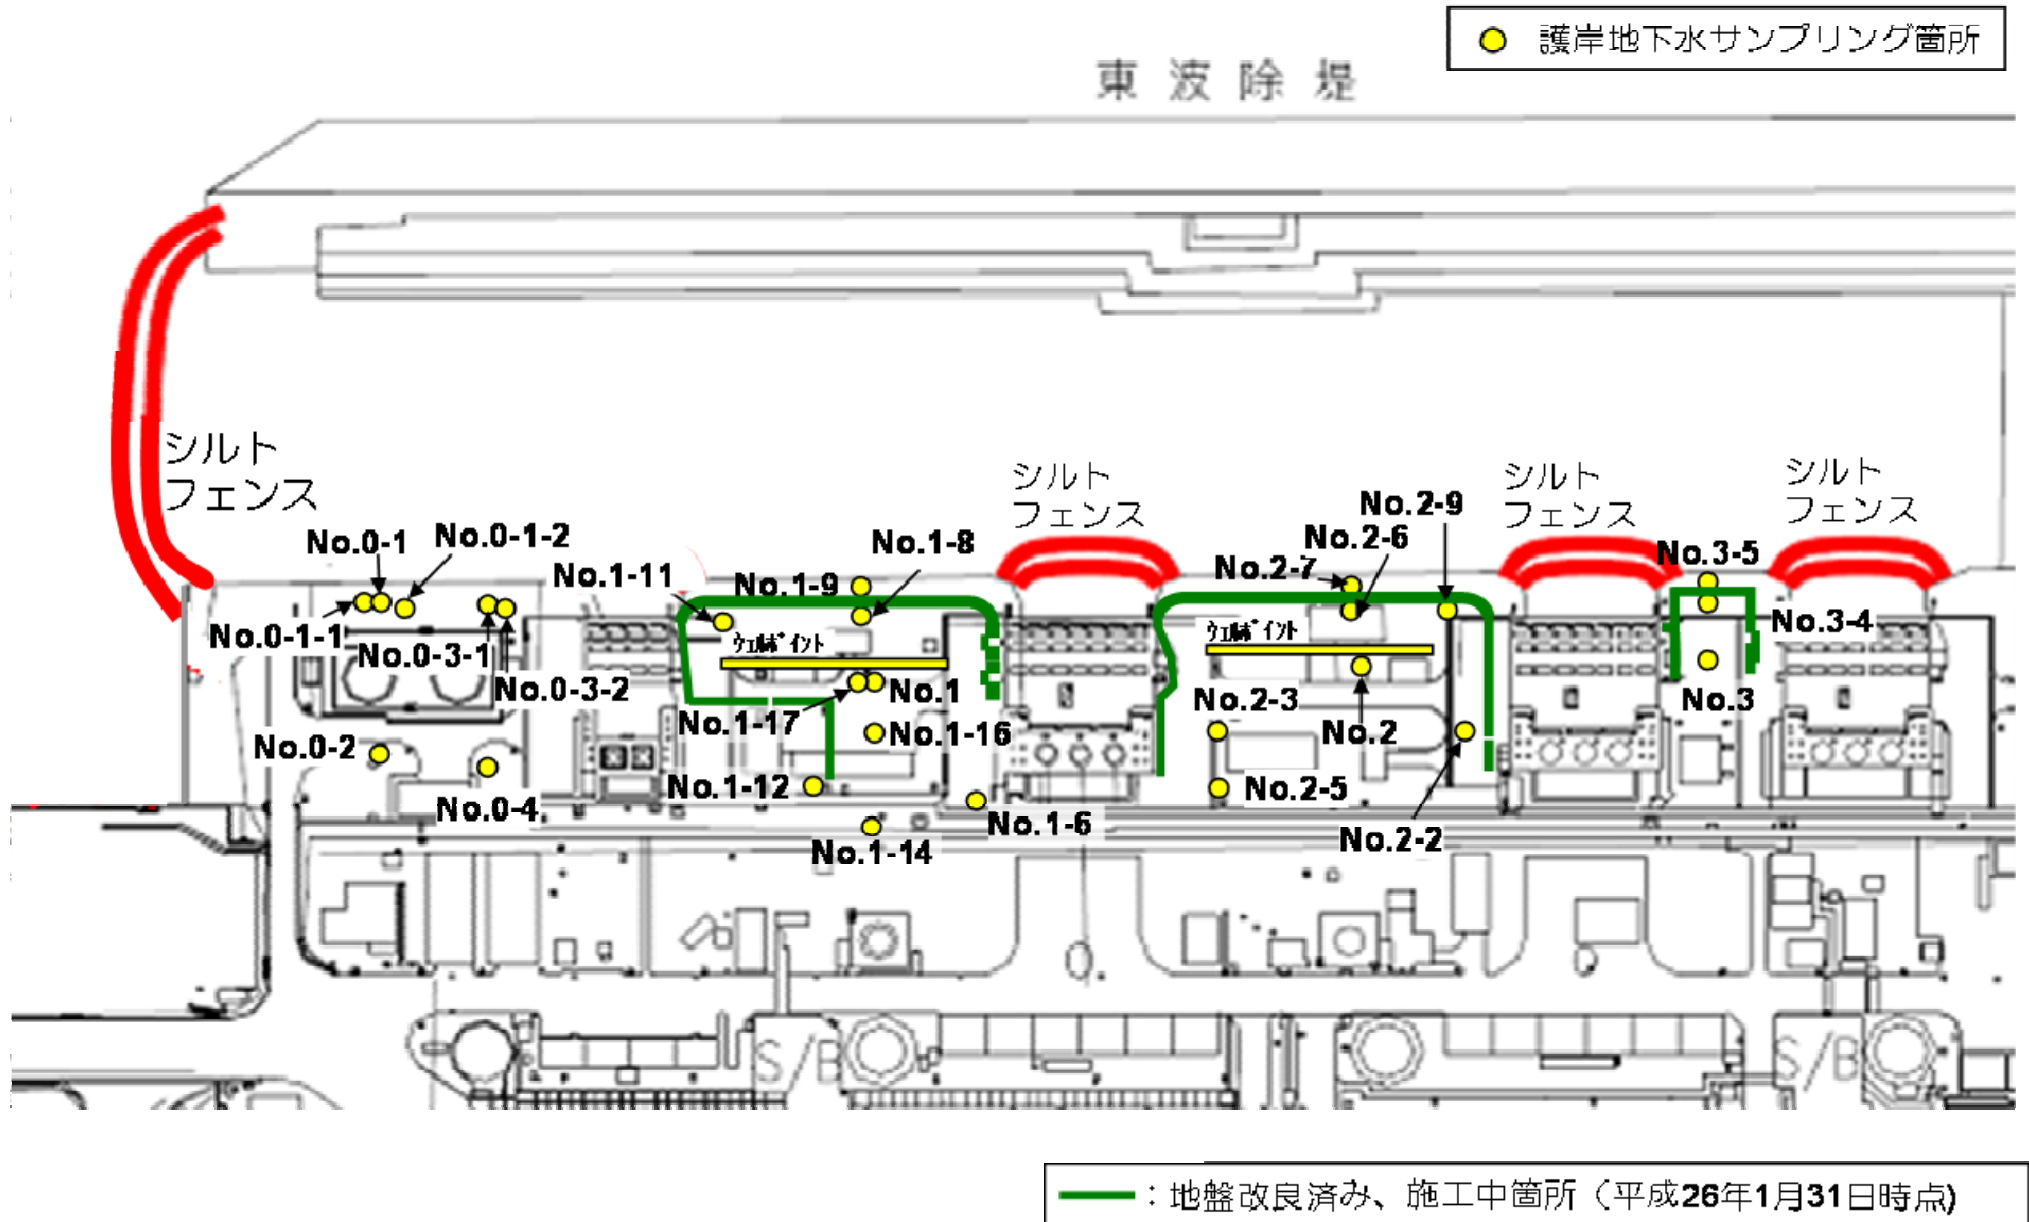 護岸地下水サンプリング箇所
東波除堤
シルト
フェンス
シルト
フェンス
シルト
フェンス
シルト
フェンス
No.0-1
No.0-1-2
No.1-11
No.1-9
No.1-8
No.2-9
No.2-6
No.2-7
No.3-5
No.0-1-1
No.0-3-1
No.0-3-2
ウェルポイント
ウェルポイント
No.3-4
No.1
No.1-17
No.1-16
No.2-3
No.2
No.3
No.0-2
No.0-4
No.1-12
No.1-6
No.1-14
No.2-5
No.2-2
S/B
S/B
：地盤改良済み、施工中箇所（平成26年1月31日時点)